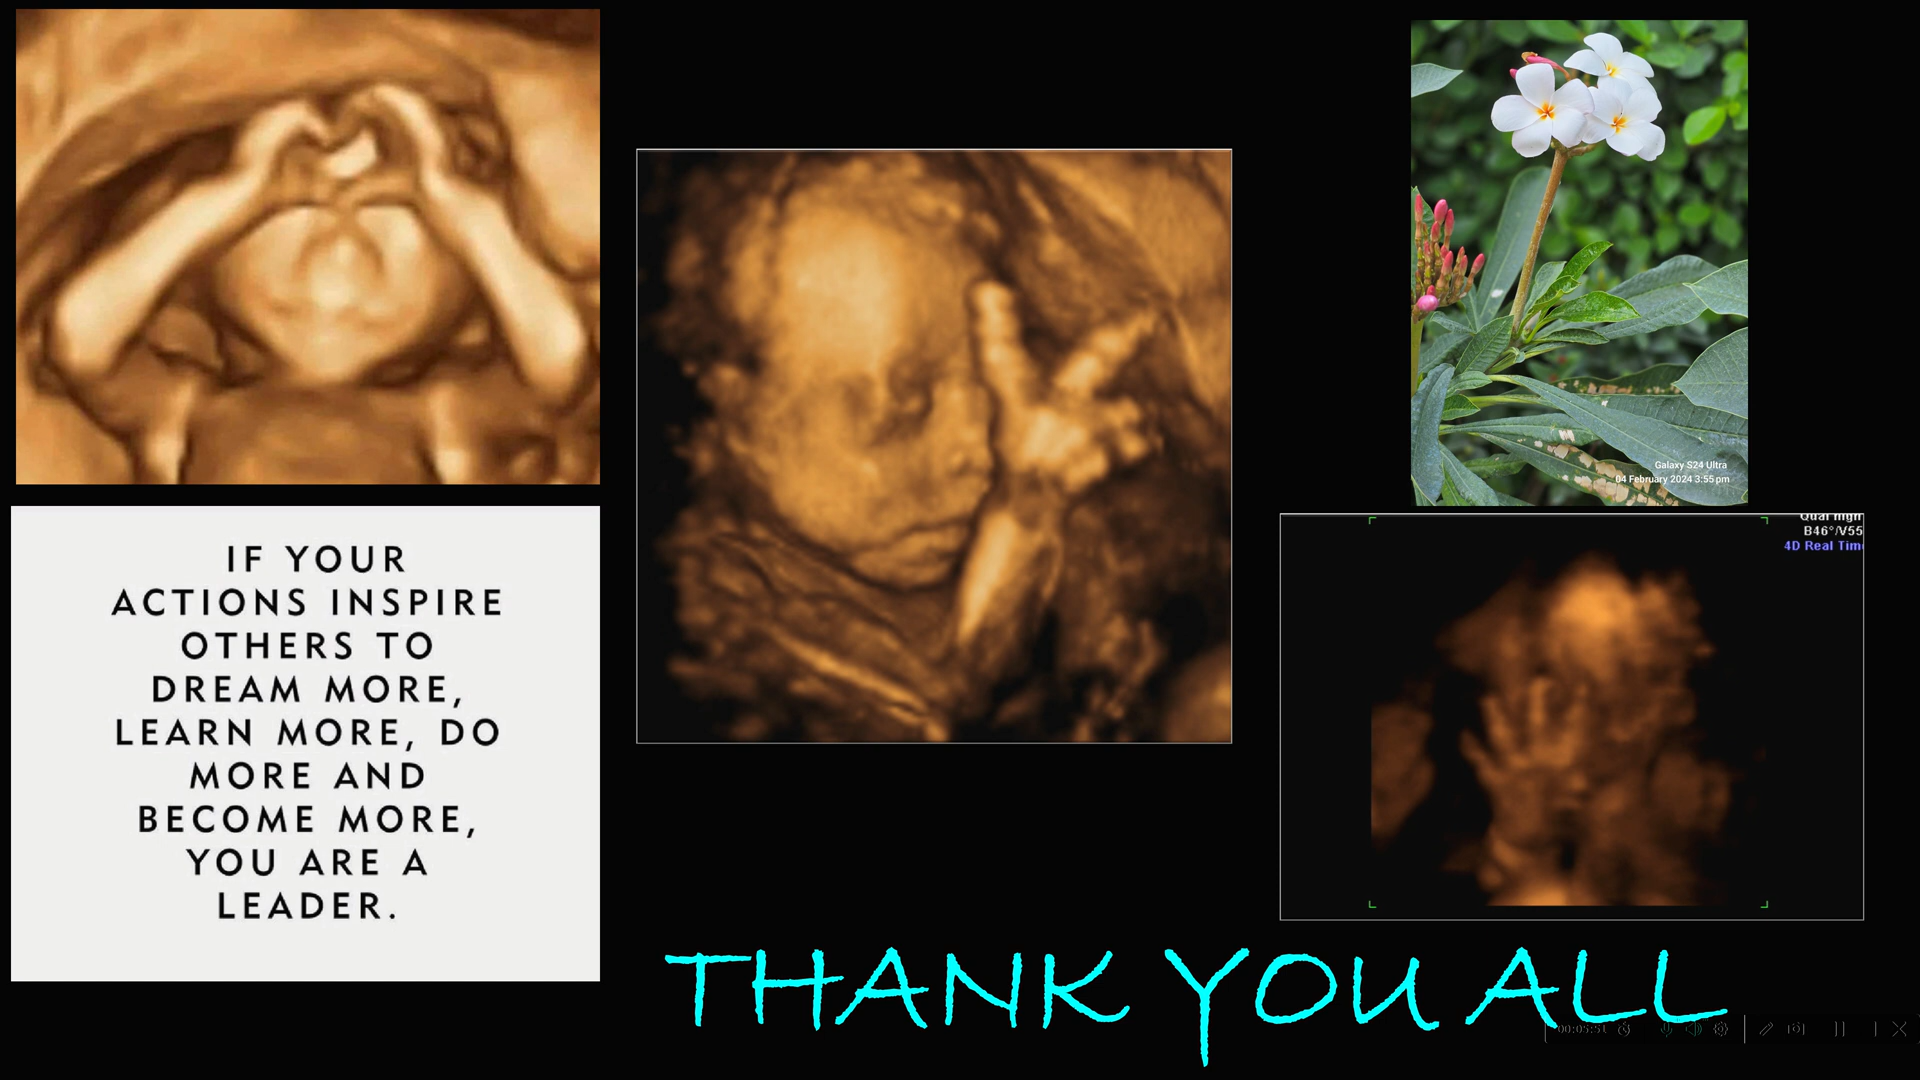 IF YOUR
ACTIONS INSPIRE
OTHERS TO
DREAM MORE,
LEARN MORE, DO
MORE AND
BECOME MORE,
YOU ARE A
LEADER.
Galaxy S24 Ultra
04 February 2024 3:55 pm
B46°/V55
4D Real Tim
THANK YOU ALL